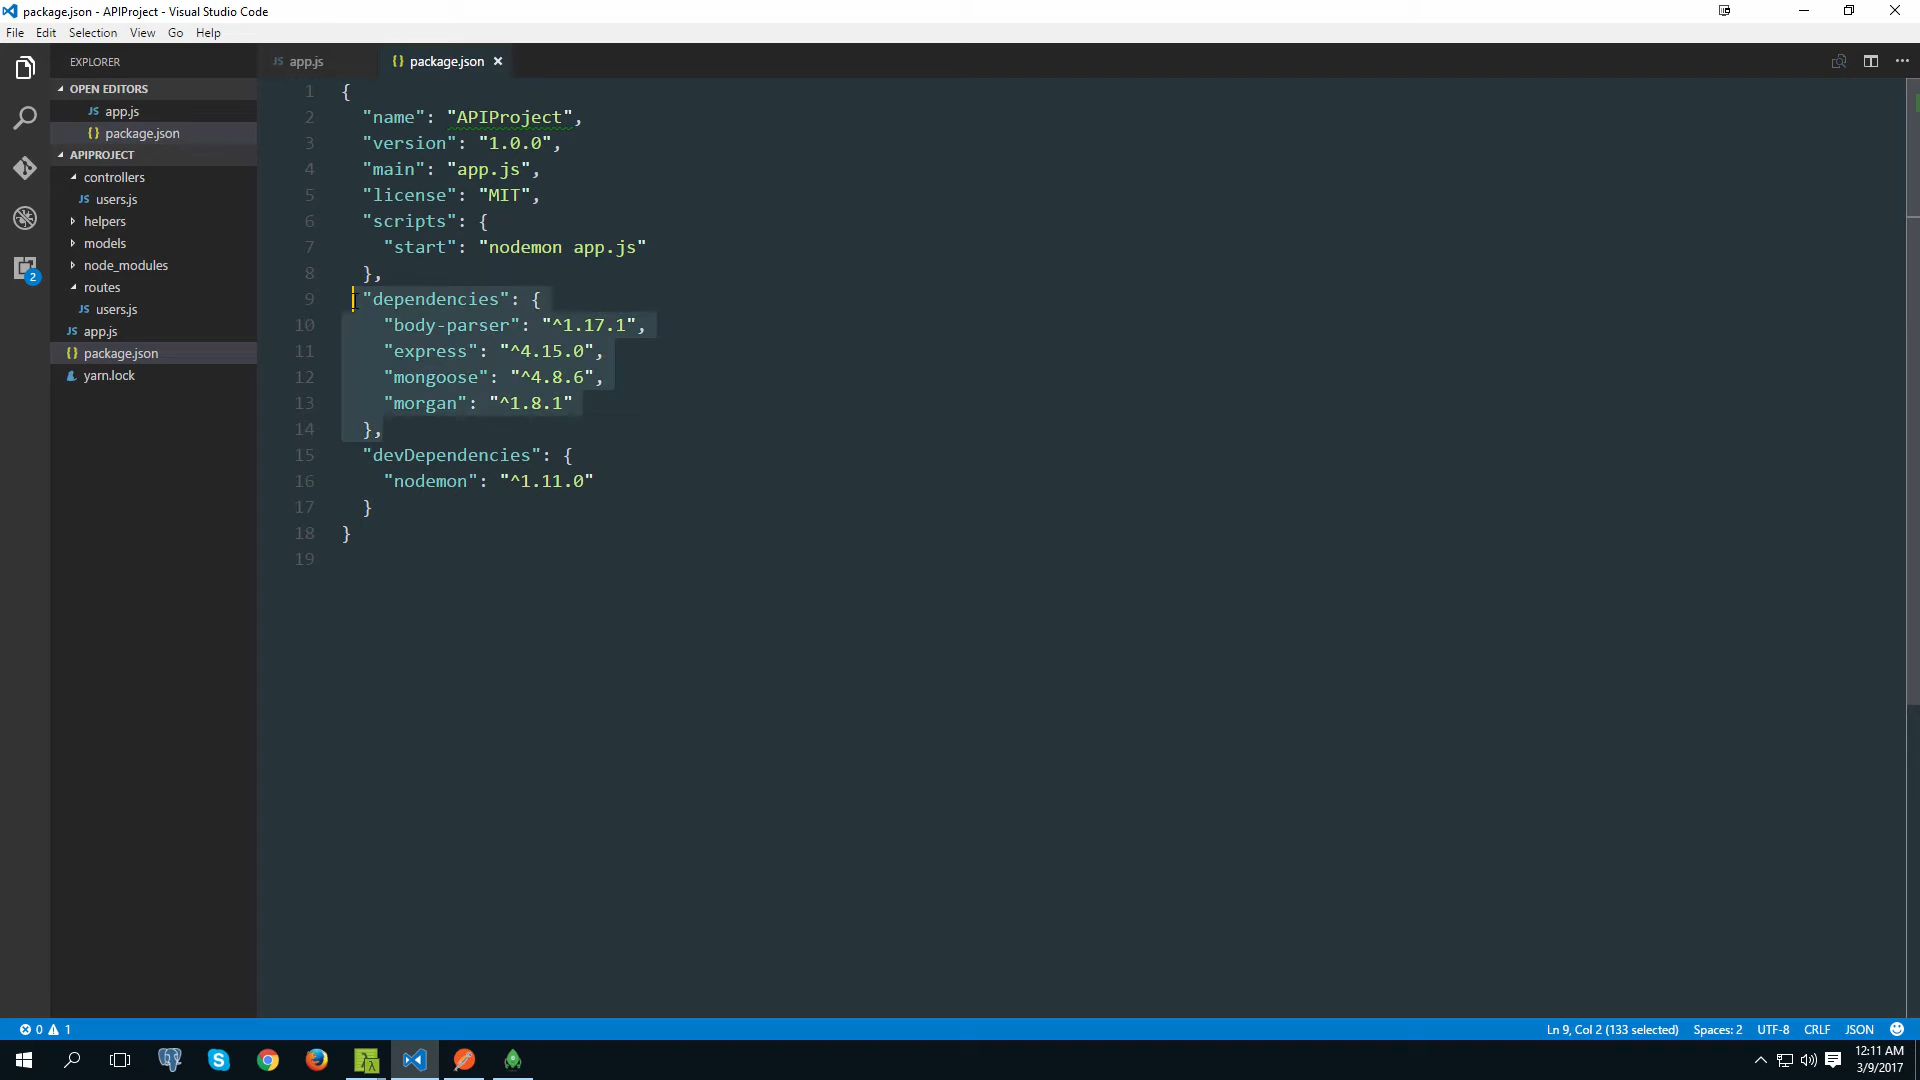 package.json - APIProject - Visual Studio Code
File Edit Selection View Go Help
EXPLORER
OPEN EDITORS
JS app.js
{} package.json
APIPROJECT
controllers
JS users.js
helpers
models
node_modules
routes
JS users.js
JS app.js
{} package.json
yarn.lock
2
JS app.js {} package.json ×
1 {
2 "name": "APIProject",
3 "version": "1.0.0",
4 "main": "app.js",
5 "license": "MIT",
6 "scripts": {
7 "start": "nodemon app.js"
8 },
9 "dependencies": {
10 "body-parser": "^1.17.1",
11 "express": "^4.15.0",
12 "mongoose": "^4.8.6",
13 "morgan": "^1.8.1"
14 },
15 "devDependencies": {
16 "nodemon": "^1.11.0"
17 }
18 }
19
0 1 Ln 9, Col 2 (133 selected) Spaces: 2 UTF-8 CRLF JSON
12:11 AM
3/9/2017